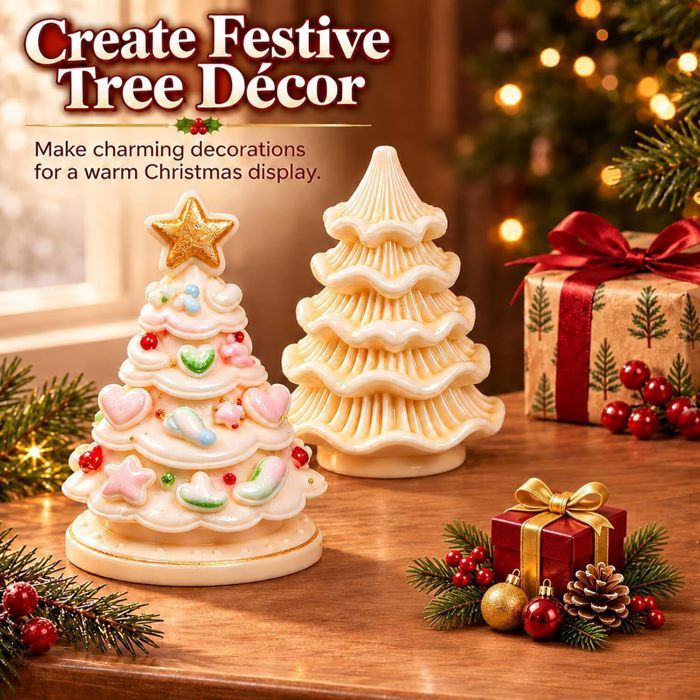 Create Festive
Tree Décor
Make charming decorations
for a warm Christmas display.